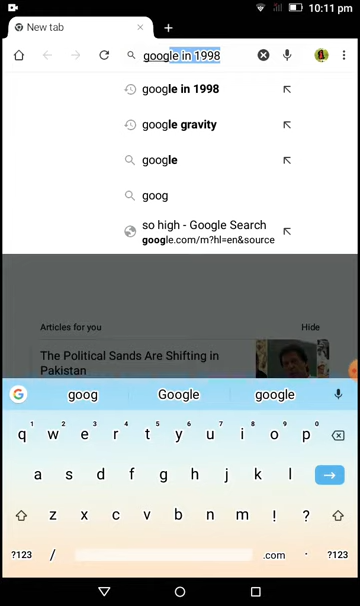 10:11 pm
New tab
google in 1998
google in 1998
google gravity
google
goog
so high - Google Search
google.com/m?hl=en&source
Articles for you Hide
The Political Sands Are Shifting in
Pakistan
goog Google google
1 2 3 4 5 6 7 8 9 0
q w e r t y u i o p
a s d f g h j k l
z x c v b n m ! ?
?123 / .com . ?123